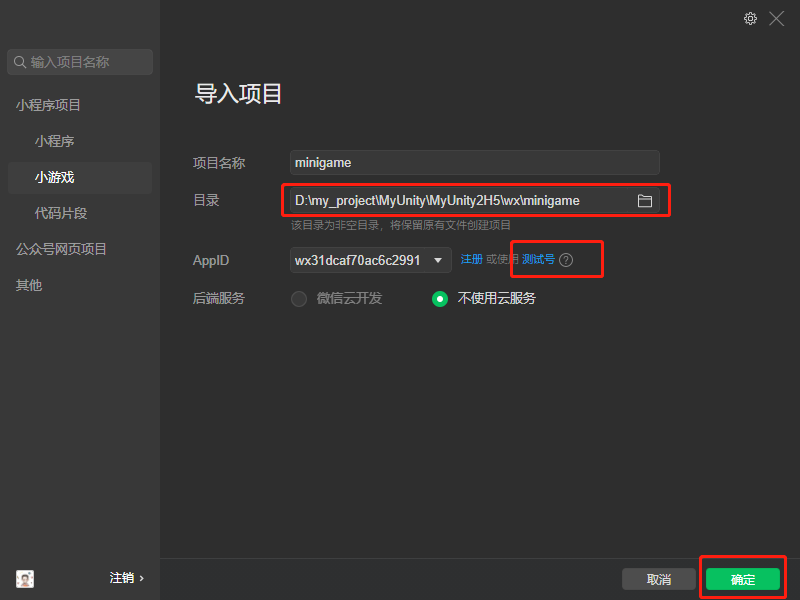 输入项目名称
小程序项目
小程序
小游戏
代码片段
公众号网页项目
其他
注销 ›
导入项目
项目名称 minigame
目录 D:\my_project\MyUnity\MyUnity2H5\wx\minigame
该目录为非空目录，将保留原有文件创建项目
AppID wx31dcaf70ac6c2991 注册 或使用 测试号 ?
后端服务 微信云开发 不使用云服务
取消 确定